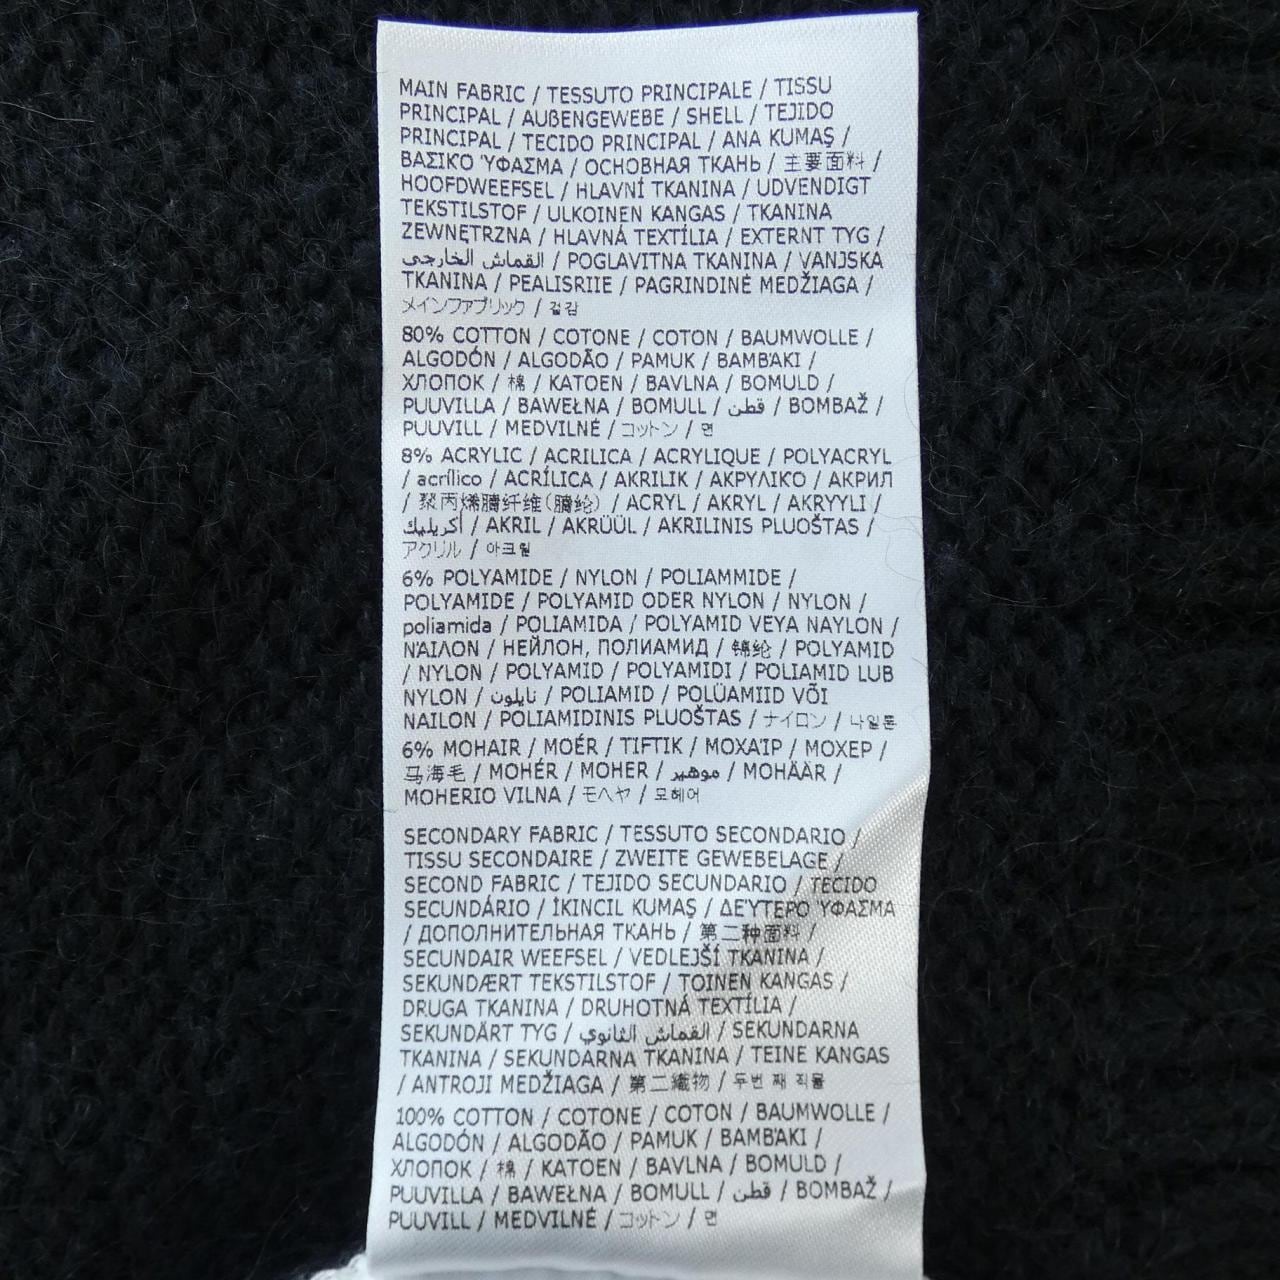 MAIN FABRIC / TESSUTO PRINCIPALE / TISSU
PRINCIPAL / AUßENGEWEBE / SHELL / TEJIDO
PRINCIPAL / TECIDO PRINCIPAL / ANA KUMAŞ /
ΒΑΣΙΚΌ ΎΦΑΣΜΑ / ОСНОВНАЯ ТКАНЬ / 主要面料 /
HOOFDWEEFSEL / HLAVNÍ TKANINA / UDVENDIGT
TEKSTILSTOF / ULKOINEN KANGAS / TKANINA
ZEWNĘTRZNA / HLAVNÁ TEXTÍLIA / EXTERNT TYG /
القماش الخارجي / POGLAVITNA TKANINA / VANJSKA
TKANINA / PEALISRIIE / PAGRINDINĖ MEDŽIAGA /
メインファブリック / 겉감
80% COTTON / COTONE / COTON / BAUMWOLLE /
ALGODÓN / ALGODÃO / PAMUK / ΒΑΜΒΆΚΙ /
ХЛОПОК / 棉 / KATOEN / BAVLNA / BOMULD /
PUUVILLA / BAWEŁNA / BOMULL / قطن / BOMBAŽ /
PUUVILL / MEDVILNĖ / コットン / 면
8% ACRYLIC / ACRILICA / ACRYLIQUE / POLYACRYL
/ acrílico / ACRÍLICA / AKRILIK / ΑΚΡΥΛΙΚΟ / АКРИЛ
/ 聚丙烯腈纤维(腈纶) / ACRYL / AKRYL / AKRYYLI /
أكريليك / AKRIL / AKRÜÜL / AKRILINIS PLUOŠTAS /
アクリル / 아크릴
6% POLYAMIDE / NYLON / POLIAMMIDE /
POLYAMIDE / POLYAMID ODER NYLON / NYLON /
poliamida / POLIAMIDA / POLYAMID VEYA NAYLON /
ΝΆΙΛΟΝ / НЕЙЛОН, ПОЛИАМИД / 锦纶 / POLYAMID
/ NYLON / POLYAMID / POLYAMIDI / POLIAMID LUB
NYLON / نايلون / POLIAMID / POLÜAMIID VÕI
NAILON / POLIAMIDINIS PLUOŠTAS / ナイロン / 나일론
6% MOHAIR / MOÉR / TİFTİK / ΜΟΧΑΊΡ / МОХЕР /
马海毛 / MOHÉR / MOHER / موهير / MOHÄÄR /
MOHERIO VILNA / モヘヤ / 모헤어
SECONDARY FABRIC / TESSUTO SECONDARIO /
TISSU SECONDAIRE / ZWEITE GEWEBELAGE /
SECOND FABRIC / TEJIDO SECUNDARIO / TECIDO
SECUNDÁRIO / İKINCIL KUMAŞ / ΔΕΎΤΕΡΟ ΎΦΑΣΜΑ
/ ДОПОЛНИТЕЛЬНАЯ ТКАНЬ / 第二种面料 /
SECUNDAIR WEEFSEL / VEDLEJŠÍ TKANINA /
SEKUNDÆRT TEKSTILSTOF / TOINEN KANGAS /
DRUGA TKANINA / DRUHOTNÁ TEXTÍLIA /
SEKUNDÄRT TYG / القماش الثانوي / SEKUNDARNA
TKANINA / SEKUNDARNA TKANINA / TEINE KANGAS
/ ANTROJI MEDŽIAGA / 第二織物 / 두번 째 직물
100% COTTON / COTONE / COTON / BAUMWOLLE /
ALGODÓN / ALGODÃO / PAMUK / ΒΑΜΒΆΚΙ /
ХЛОПОК / 棉 / KATOEN / BAVLNA / BOMULD /
PUUVILLA / BAWEŁNA / BOMULL / قطن / BOMBAŽ /
PUUVILL / MEDVILNĖ / コットン / 면